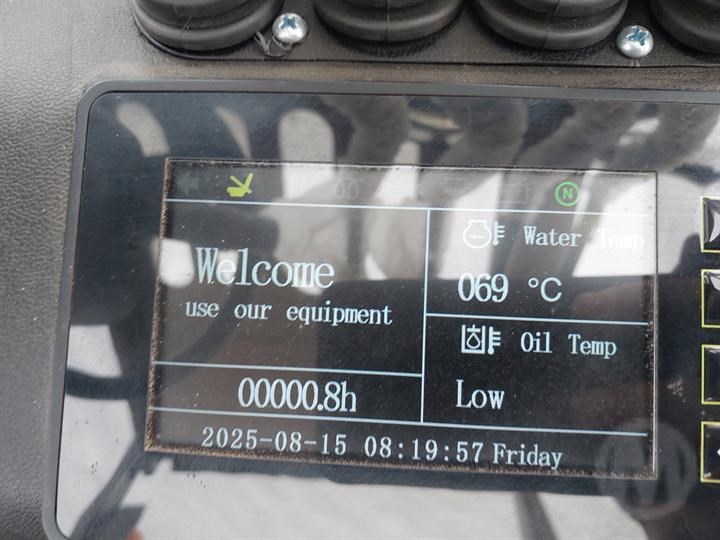 N
Welcome
use our equipment
00000.8h
Water Temp
069 °C
Oil Temp
Low
2025-08-15 08:19:57 Friday
M